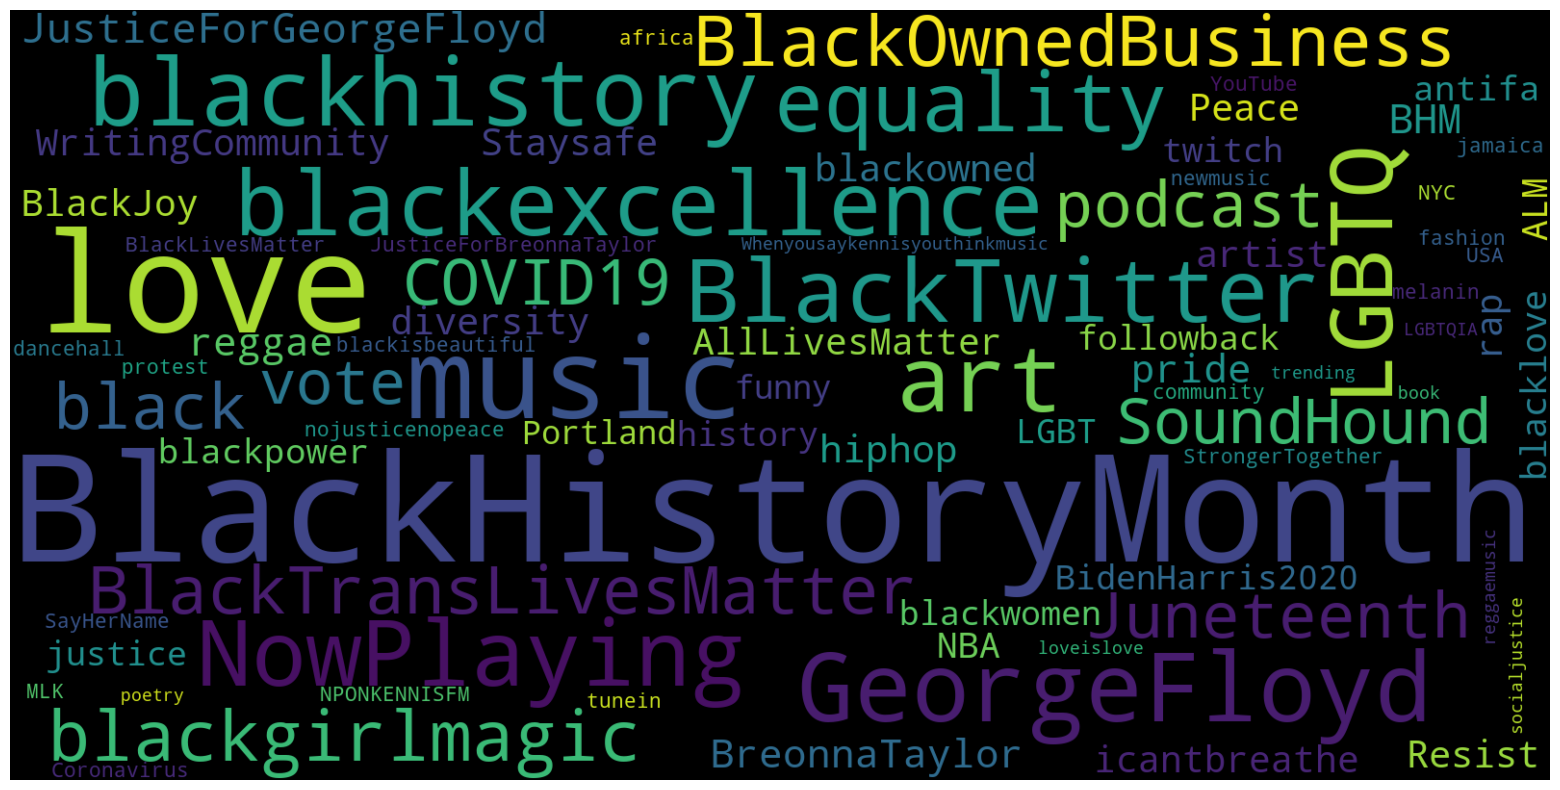 JusticeForGeorgeFloyd
africa
BlackOwnedBusiness
blackhistory
equality
YouTube
Peace
antifa
BHM
WritingCommunity
Staysafe
blackowned
twitch
jamaica
newmusic
BlackJoy
blackexcellence
podcast
LGBTQ
NYC
ALM
BlackLivesMatter
JusticeForBreonnaTaylor
Whenyousaykennisyouthinkmusic
artist
fashion
USA
love
COVID19
BlackTwitter
melanin
diversity
rap
blacklove
dancehall
reggae
blackisbeautiful
AllLivesMatter
followback
LGBTQIA
protest
black
vote
music
funny
art
pride
trending
community
book
nojusticenopeace
Portland
history
LGBT
SoundHound
blackpower
hiphop
StrongerTogether
BlackHistoryMonth
BlackTransLivesMatter
BidenHarris2020
reggaemusic
SayHerName
blackwomen
Juneteenth
justice
NowPlaying
NBA
loveislove
socialjustice
GeorgeFloyd
MLK
poetry
NPONKENNISFM
tunein
blackgirlmagic
BreonnaTaylor
icantbreathe
Resist
Coronavirus